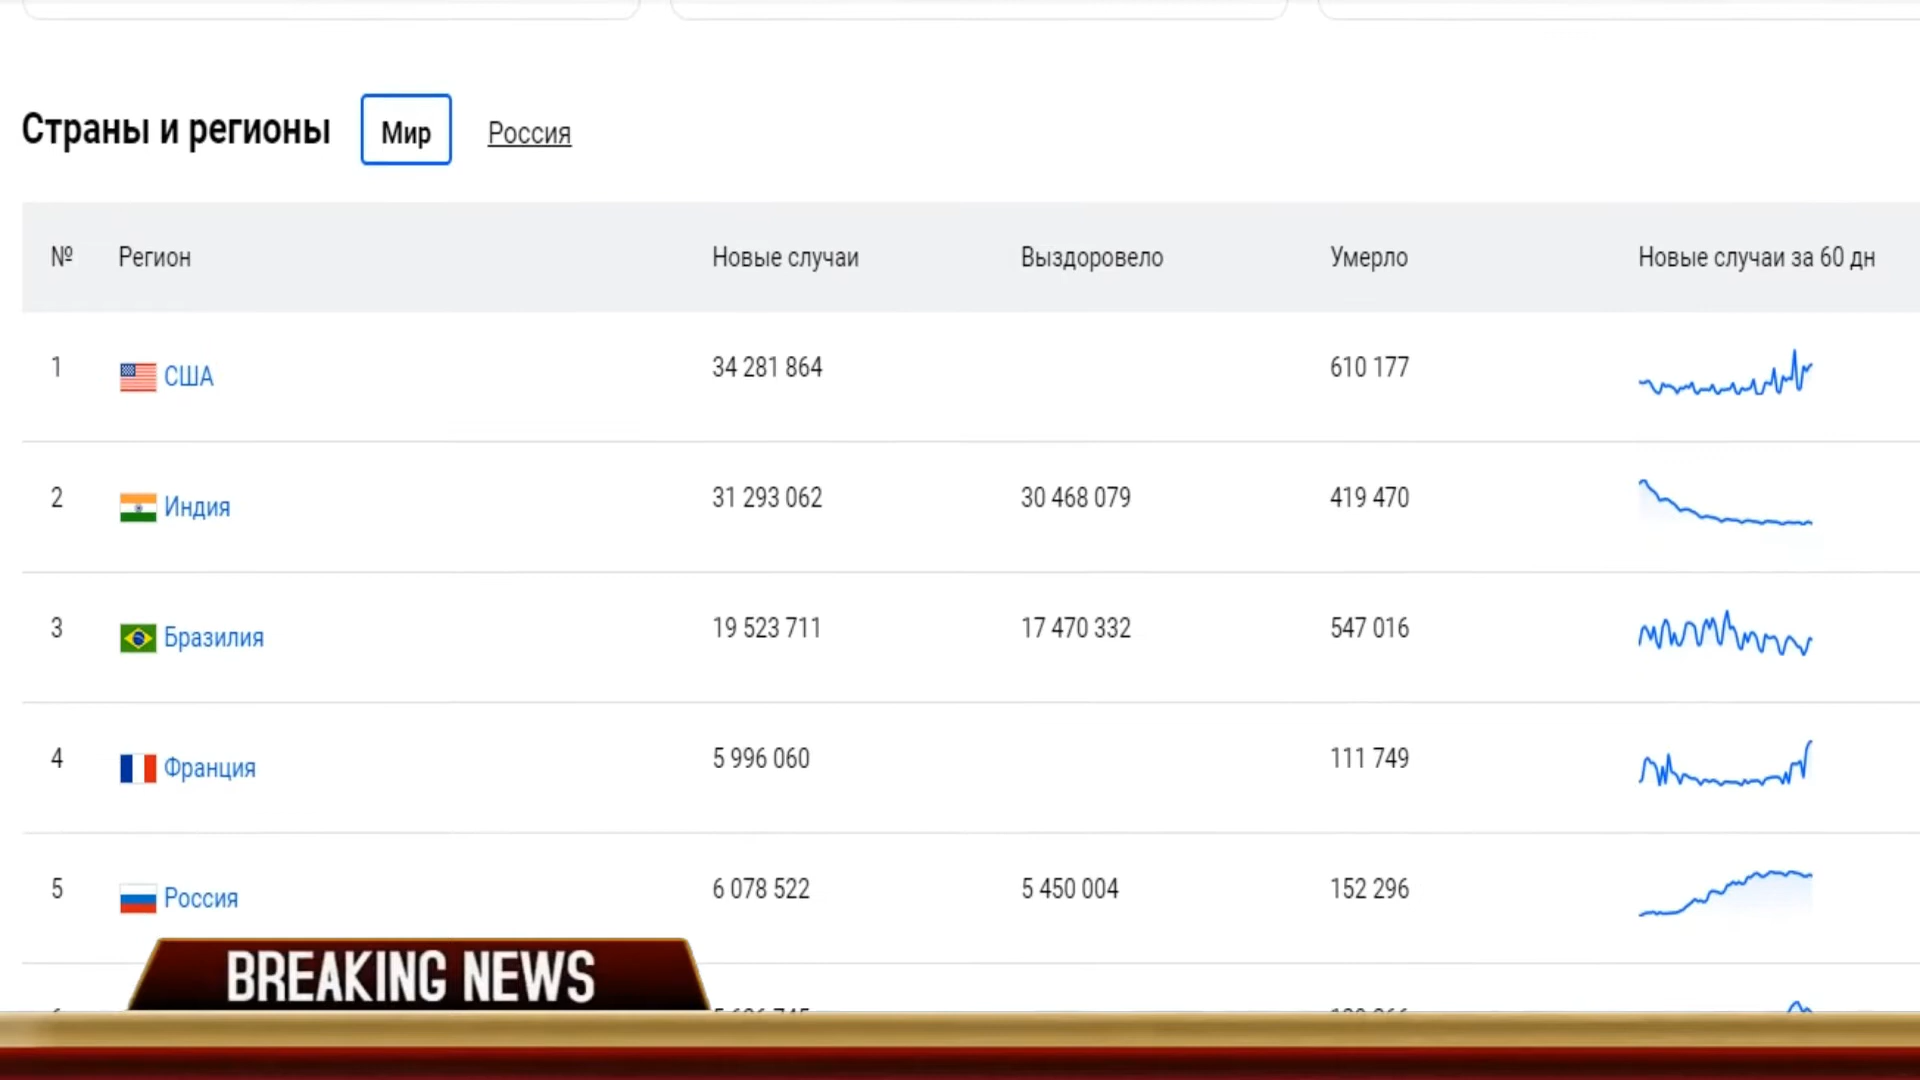 Страны и регионы Мир Россия
№ Регион Новые случаи Выздоровело Умерло Новые случаи за 60 дн
1 США 34 281 864 610 177
2 Индия 31 293 062 30 468 079 419 470
3 Бразилия 19 523 711 17 470 332 547 016
4 Франция 5 996 060 111 749
5 Россия 6 078 522 5 450 004 152 296
BREAKING NEWS